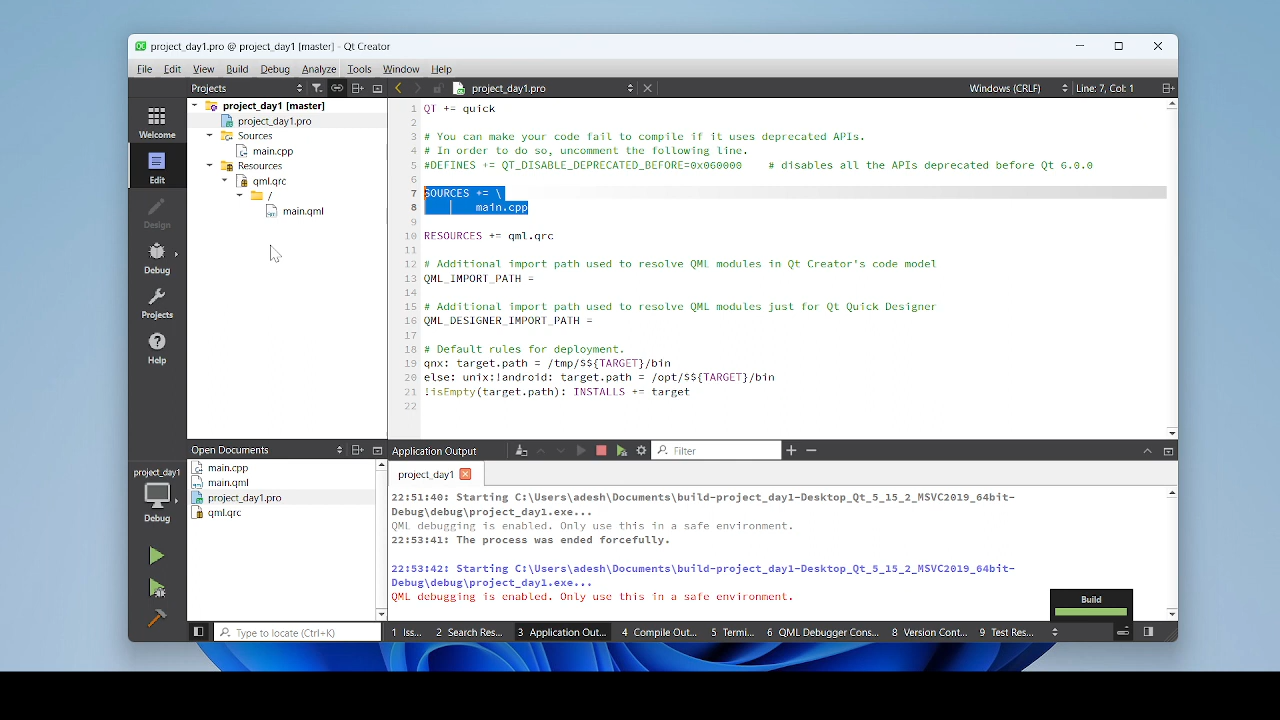 project_day1.pro @ project_day1 [master] - Qt Creator
File Edit View Build Debug Analyze Tools Window Help
Projects
project_day1.pro
Windows (CRLF)
Line: 7, Col: 1
Welcome
Edit
Design
Debug
Projects
Help
project_day1
Debug
project_day1 [master]
project_day1.pro
Sources
main.cpp
Resources
qml.qrc
/
main.qml
1 QT += quick
2
3 # You can make your code fail to compile if it uses deprecated APIs.
4 # In order to do so, uncomment the following line.
5 #DEFINES += QT_DISABLE_DEPRECATED_BEFORE=0x060000 # disables all the APIs deprecated before Qt 6.0.0
6
7 SOURCES += \
8 main.cpp
9
10 RESOURCES += qml.qrc
11
12 # Additional import path used to resolve QML modules in Qt Creator's code model
13 QML_IMPORT_PATH =
14
15 # Additional import path used to resolve QML modules just for Qt Quick Designer
16 QML_DESIGNER_IMPORT_PATH =
17
18 # Default rules for deployment.
19 qnx: target.path = /tmp/$${TARGET}/bin
20 else: unix:!android: target.path = /opt/$${TARGET}/bin
21 !isEmpty(target.path): INSTALLS += target
22
Open Documents
main.cpp
main.qml
project_day1.pro
qml.qrc
Application Output
Filter
project_day1
22:51:40: Starting C:\Users\adesh\Documents\build-project_day1-Desktop_Qt_5_15_2_MSVC2019_64bit-
Debug\debug\project_day1.exe...
QML debugging is enabled. Only use this in a safe environment.
22:53:41: The process was ended forcefully.
22:53:42: Starting C:\Users\adesh\Documents\build-project_day1-Desktop_Qt_5_15_2_MSVC2019_64bit-
Debug\debug\project_day1.exe...
QML debugging is enabled. Only use this in a safe environment.
Build
Type to locate (Ctrl+K)
1 Iss... 2 Search Res... 3 Application Out... 4 Compile Out... 5 Termi... 6 QML Debugger Cons... 8 Version Cont... 9 Test Res...